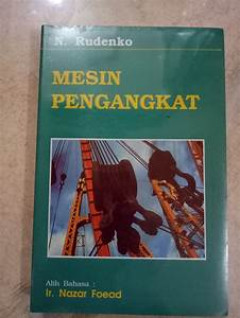 N. Rudenko
MESIN
PENGANGKAT
Alih Bahasa :
Ir. Nazar Foead